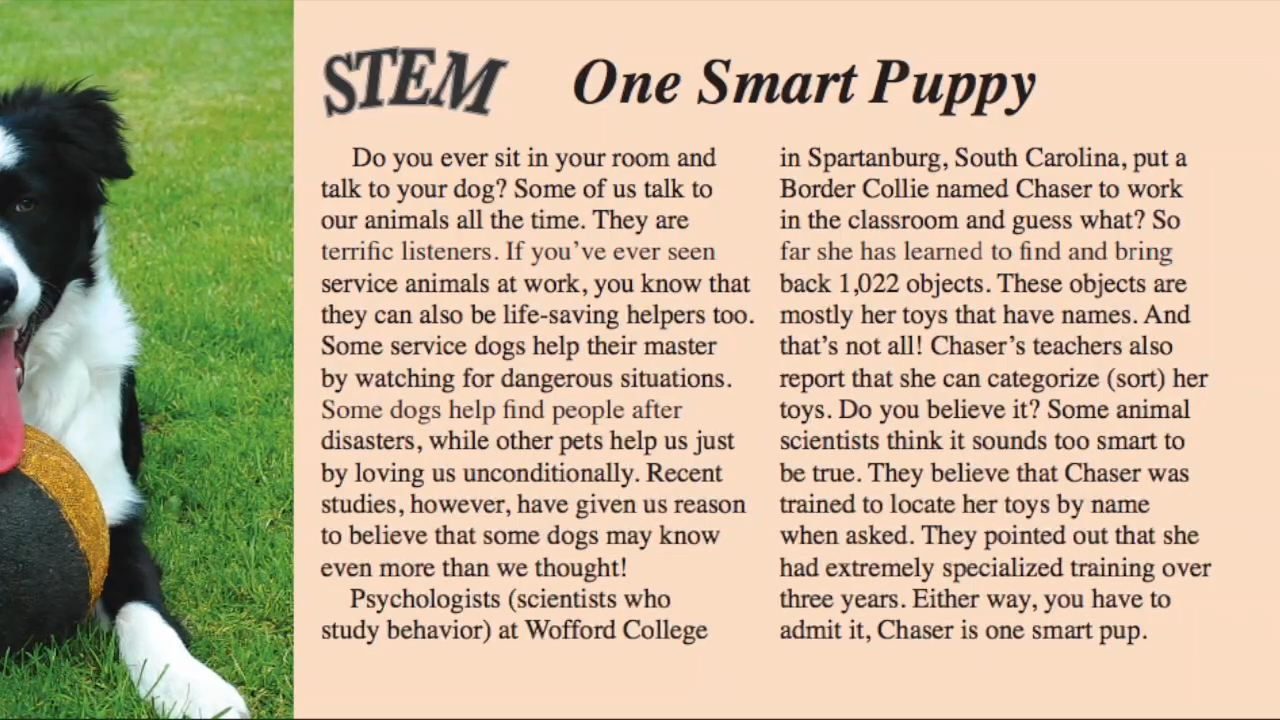 STEM
One Smart Puppy
Do you ever sit in your room and
talk to your dog? Some of us talk to
our animals all the time. They are
terrific listeners. If you’ve ever seen
service animals at work, you know that
they can also be life-saving helpers too.
Some service dogs help their master
by watching for dangerous situations.
Some dogs help find people after
disasters, while other pets help us just
by loving us unconditionally. Recent
studies, however, have given us reason
to believe that some dogs may know
even more than we thought!
Psychologists (scientists who
study behavior) at Wofford College
in Spartanburg, South Carolina, put a
Border Collie named Chaser to work
in the classroom and guess what? So
far she has learned to find and bring
back 1,022 objects. These objects are
mostly her toys that have names. And
that’s not all! Chaser’s teachers also
report that she can categorize (sort) her
toys. Do you believe it? Some animal
scientists think it sounds too smart to
be true. They believe that Chaser was
trained to locate her toys by name
when asked. They pointed out that she
had extremely specialized training over
three years. Either way, you have to
admit it, Chaser is one smart pup.